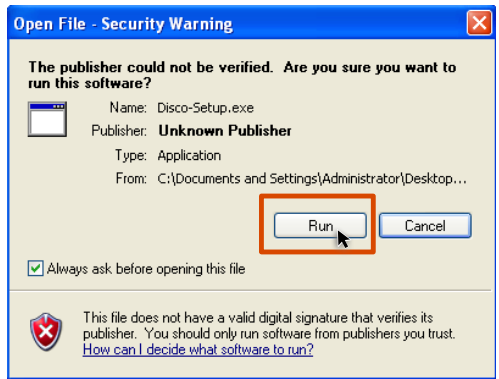 Open File - Security Warning
The publisher could not be verified. Are you sure you want to
run this software?
Name: Disco-Setup.exe
Publisher: Unknown Publisher
Type: Application
From: C:\Documents and Settings\Administrator\Desktop...
Run Cancel
Always ask before opening this file
This file does not have a valid digital signature that verifies its
publisher. You should only run software from publishers you trust.
How can I decide what software to run?